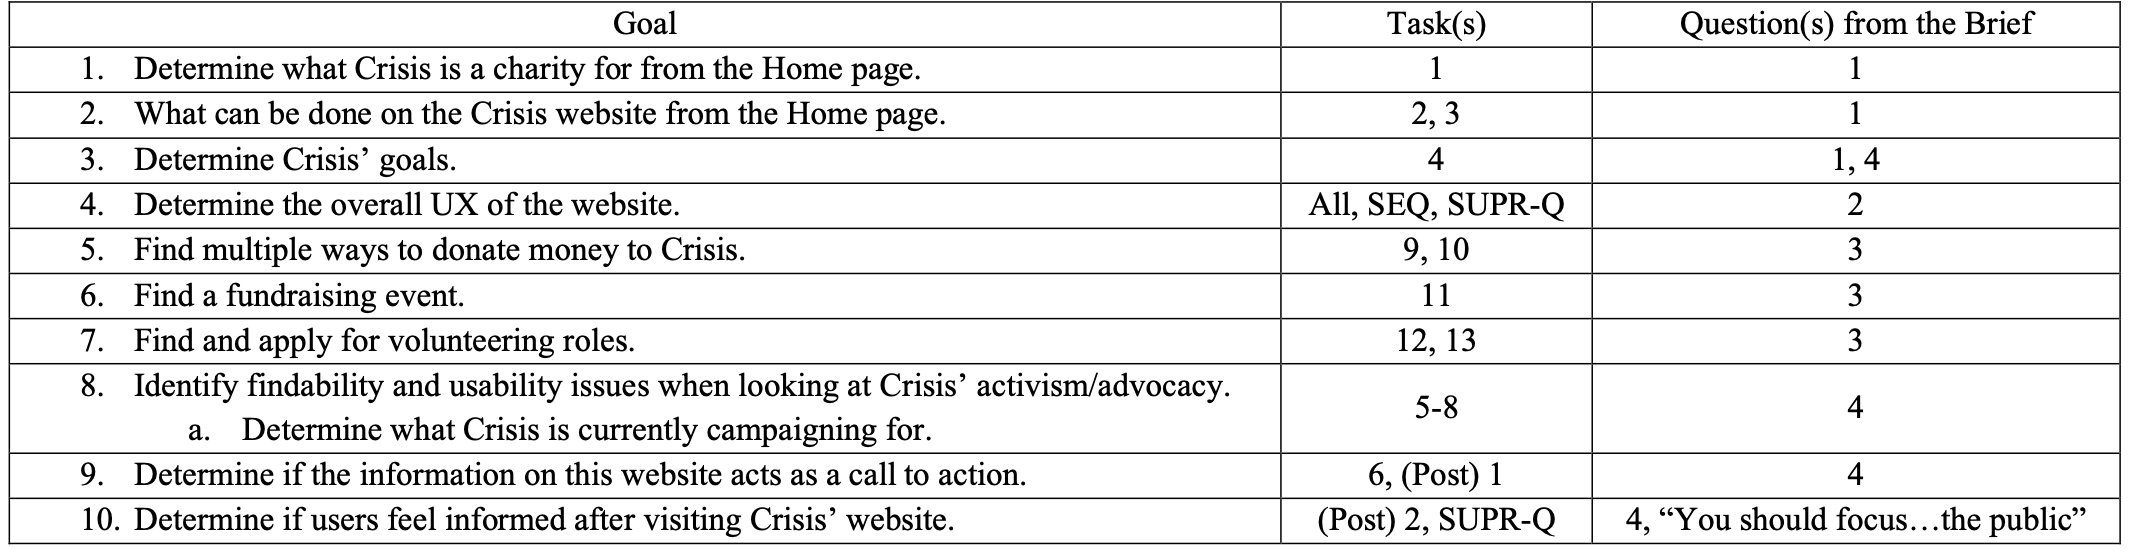 Goal Task(s) Question(s) from the Brief
1. Determine what Crisis is a charity for from the Home page. 1 1
2. What can be done on the Crisis website from the Home page. 2, 3 1
3. Determine Crisis’ goals. 4 1, 4
4. Determine the overall UX of the website. All, SEQ, SUPR-Q 2
5. Find multiple ways to donate money to Crisis. 9, 10 3
6. Find a fundraising event. 11 3
7. Find and apply for volunteering roles. 12, 13 3
8. Identify findability and usability issues when looking at Crisis’ activism/advocacy.
a. Determine what Crisis is currently campaigning for.
5-8 4
9. Determine if the information on this website acts as a call to action. 6, (Post) 1 4
10. Determine if users feel informed after visiting Crisis’ website. (Post) 2, SUPR-Q 4, “You should focus…the public”